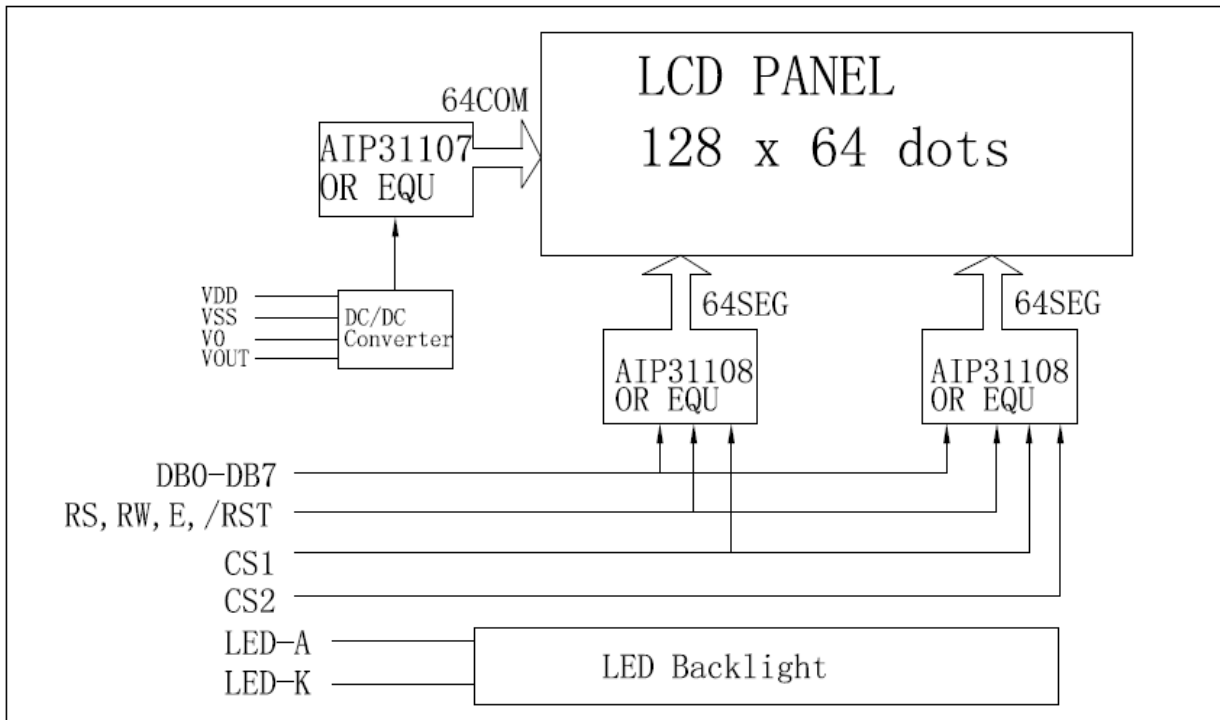 LCD PANEL
128 x 64 dots
64COM
AIP31107
OR EQU
VDD
VSS
VO
VOUT
DC/DC
Converter
64SEG
64SEG
AIP31108
OR EQU
AIP31108
OR EQU
DB0-DB7
RS,RW,E,/RST
CS1
CS2
LED-A
LED-K
LED Backlight